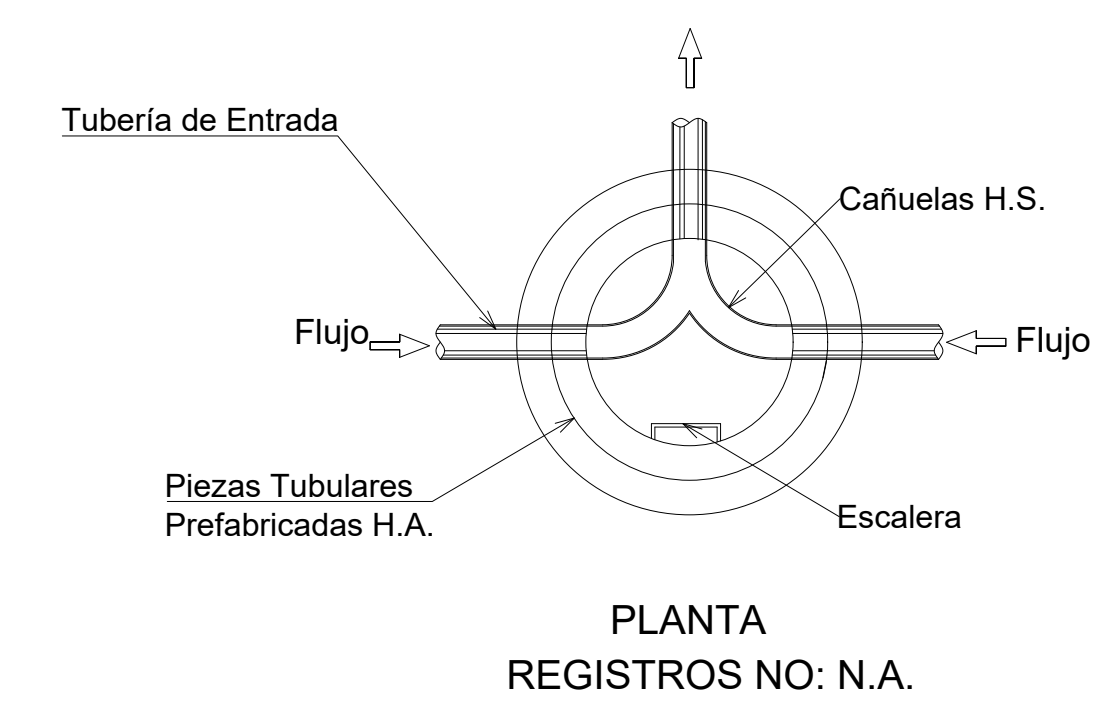 Tubería de Entrada
Cañuelas H.S.
Flujo
Flujo
Piezas Tubulares
Prefabricadas H.A.
Escalera
PLANTA
REGISTROS NO: N.A.